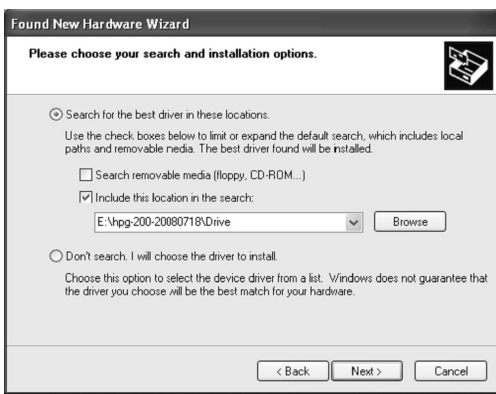 Found New Hardware Wizard
Please choose your search and installation options.
Search for the best driver in these locations.
Use the check boxes below to limit or expand the default search, which includes local
paths and removable media. The best driver found will be installed.
Search removable media (floppy, CD-ROM...)
Include this location in the search:
E:\hpg-200-20080718\Drive
Browse
Don't search. I will choose the driver to install.
Choose this option to select the device driver from a list. Windows does not guarantee that
the driver you choose will be the best match for your hardware.
< Back
Next >
Cancel